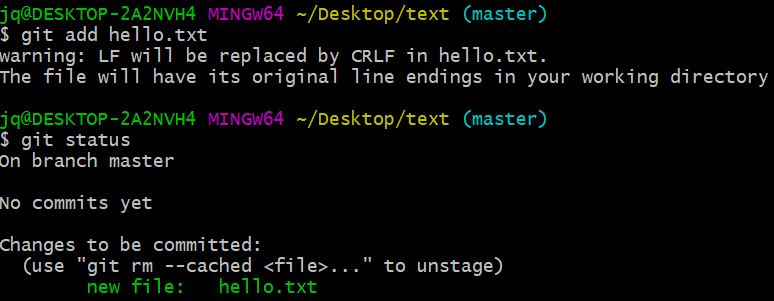 jq@DESKTOP-2A2NVH4 MINGW64 ~/Desktop/text (master)
$ git add hello.txt
warning: LF will be replaced by CRLF in hello.txt.
The file will have its original line endings in your working directory
jq@DESKTOP-2A2NVH4 MINGW64 ~/Desktop/text (master)
$ git status
On branch master
No commits yet
Changes to be committed:
  (use "git rm --cached <file>..." to unstage)
        new file:   hello.txt